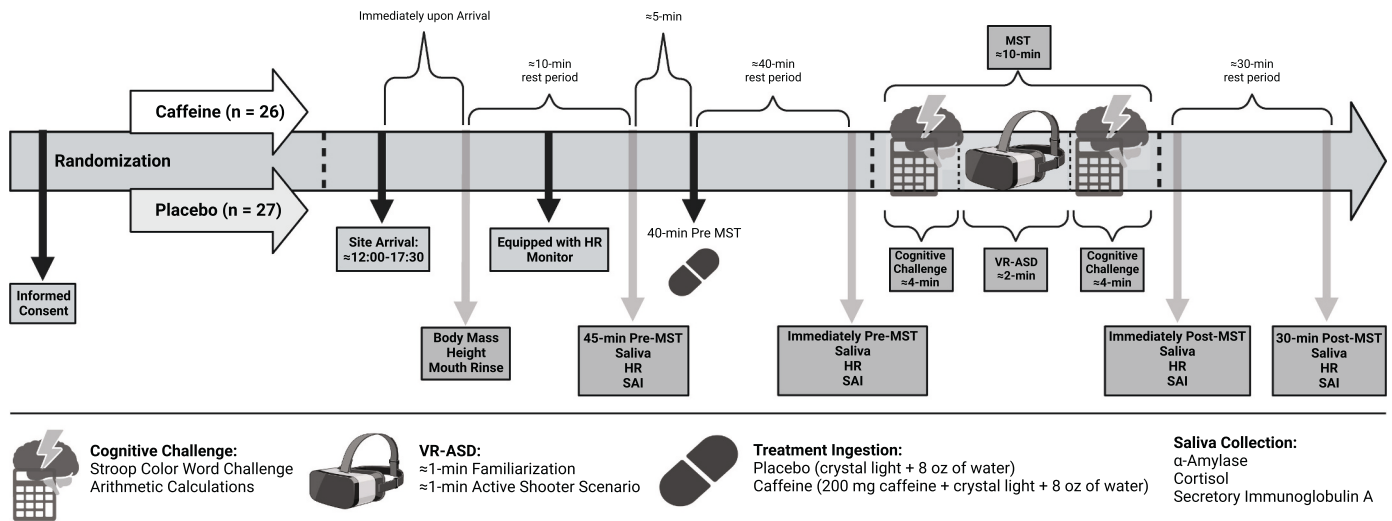 Immediately upon Arrival
≈5-min
MST
≈10-min
≈10-min
rest period
≈40-min
rest period
≈30-min
rest period
Caffeine (n = 26)
Randomization
Placebo (n = 27)
Site Arrival:
≈12:00-17:30
Equipped with HR
Monitor
40-min Pre MST
Cognitive
Challenge
≈4-min
VR-ASD
≈2-min
Cognitive
Challenge
≈4-min
Informed
Consent
Body Mass
Height
Mouth Rinse
45-min Pre-MST
Saliva
HR
SAI
Immediately Pre-MST
Saliva
HR
SAI
Immediately Post-MST
Saliva
HR
SAI
30-min Post-MST
Saliva
HR
SAI
Cognitive Challenge:
Stroop Color Word Challenge
Arithmetic Calculations
VR-ASD:
≈1-min Familiarization
≈1-min Active Shooter Scenario
Treatment Ingestion:
Placebo (crystal light + 8 oz of water)
Caffeine (200 mg caffeine + crystal light + 8 oz of water)
Saliva Collection:
α-Amylase
Cortisol
Secretory Immunoglobulin A